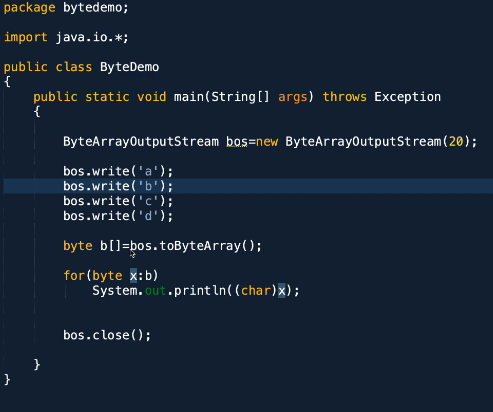 package bytedemo;
import java.io.*;
public class ByteDemo
{
public static void main(String[] args) throws Exception
{
ByteArrayOutputStream bos=new ByteArrayOutputStream(20);
bos.write('a');
bos.write('b');
bos.write('c');
bos.write('d');
byte b[]=bos.toByteArray();
for(byte x:b)
System.out.println((char)x);
bos.close();
}
}